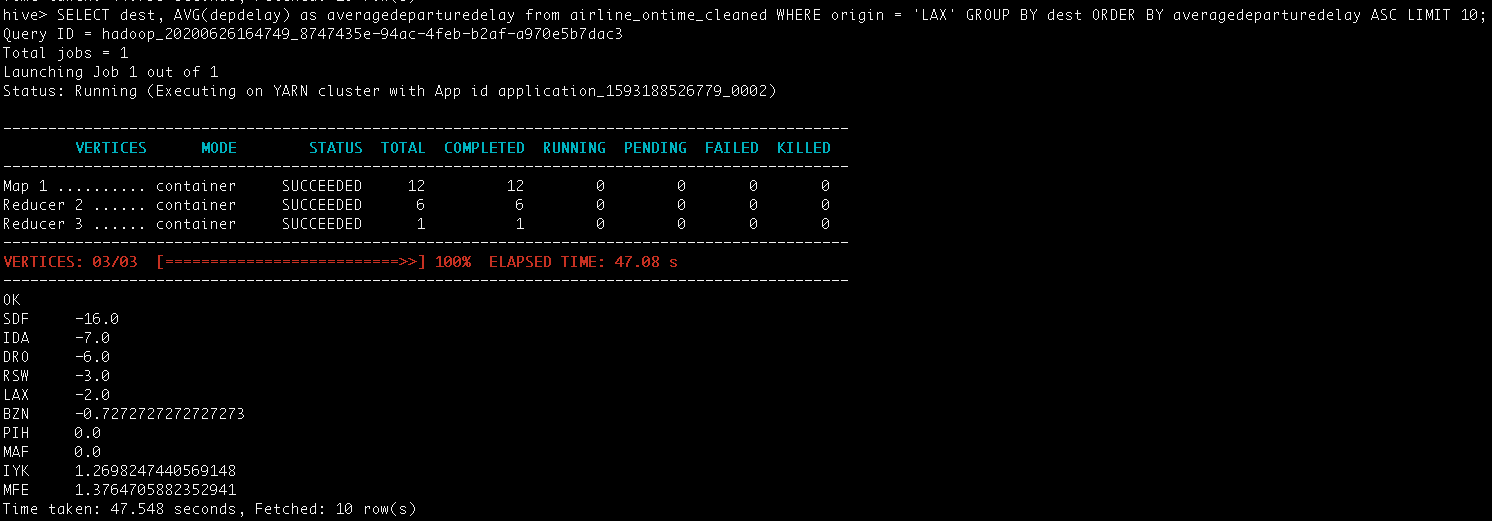 hive> SELECT dest, AVG(depdelay) as averagedeparturedelay from airline_ontime_cleaned WHERE origin = 'LAX' GROUP BY dest ORDER BY averagedeparturedelay ASC LIMIT 10;
Query ID = hadoop_20200626164749_8747435e-94ac-4feb-b2af-a970e5b7dac3
Total jobs = 1
Launching Job 1 out of 1
Status: Running (Executing on YARN cluster with App id application_1593188526779_0002)
----------------------------------------------------------------------------------------------
        VERTICES      MODE        STATUS  TOTAL  COMPLETED  RUNNING  PENDING  FAILED  KILLED
----------------------------------------------------------------------------------------------
Map 1 .......... container     SUCCEEDED     12         12        0        0       0       0
Reducer 2 ...... container     SUCCEEDED      6          6        0        0       0       0
Reducer 3 ...... container     SUCCEEDED      1          1        0        0       0       0
----------------------------------------------------------------------------------------------
VERTICES: 03/03  [==========================>>] 100%  ELAPSED TIME: 47.08 s
----------------------------------------------------------------------------------------------
OK
SDF     -16.0
IDA     -7.0
DRO     -6.0
RSW     -3.0
LAX     -2.0
BZN     -0.7272727272727273
PIH     0.0
MAF     0.0
IYK     1.2698247440569148
MFE     1.3764705882352941
Time taken: 47.548 seconds, Fetched: 10 row(s)